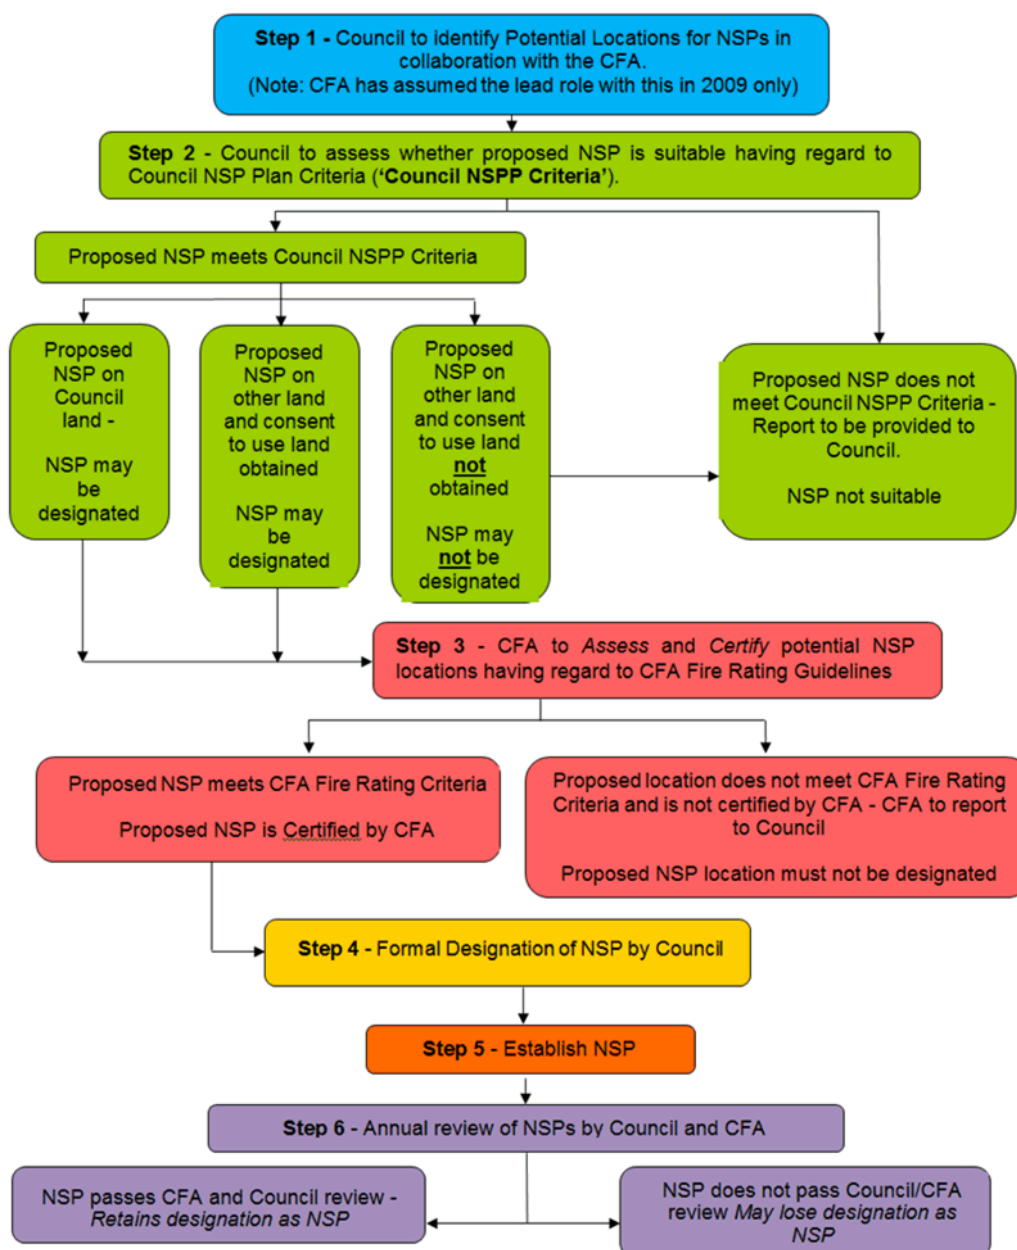 Step 1 - Council to identify Potential Locations for NSPs in
collaboration with the CFA.
(Note: CFA has assumed the lead role with this in 2009 only)
Step 2 - Council to assess whether proposed NSP is suitable having regard to
Council NSP Plan Criteria (‘Council NSPP Criteria’).
Proposed NSP meets Council NSPP Criteria
Proposed
NSP on
Council
land -
NSP may
be
designated
Proposed
NSP on
other land
and consent
to use land
obtained
NSP may
be
designated
Proposed
NSP on
other land
and consent
to use land
not
obtained
NSP may
not be
designated
Proposed NSP does not
meet Council NSPP Criteria -
Report to be provided to
Council.
NSP not suitable
Step 3 - CFA to Assess and Certify potential NSP
locations having regard to CFA Fire Rating Guidelines
Proposed NSP meets CFA Fire Rating Criteria
Proposed NSP is Certified by CFA
Proposed location does not meet CFA Fire Rating
Criteria and is not certified by CFA - CFA to report
to Council
Proposed NSP location must not be designated
Step 4 - Formal Designation of NSP by Council
Step 5 - Establish NSP
Step 6 - Annual review of NSPs by Council and CFA
NSP passes CFA and Council review -
Retains designation as NSP
NSP does not pass Council/CFA
review May lose designation as
NSP